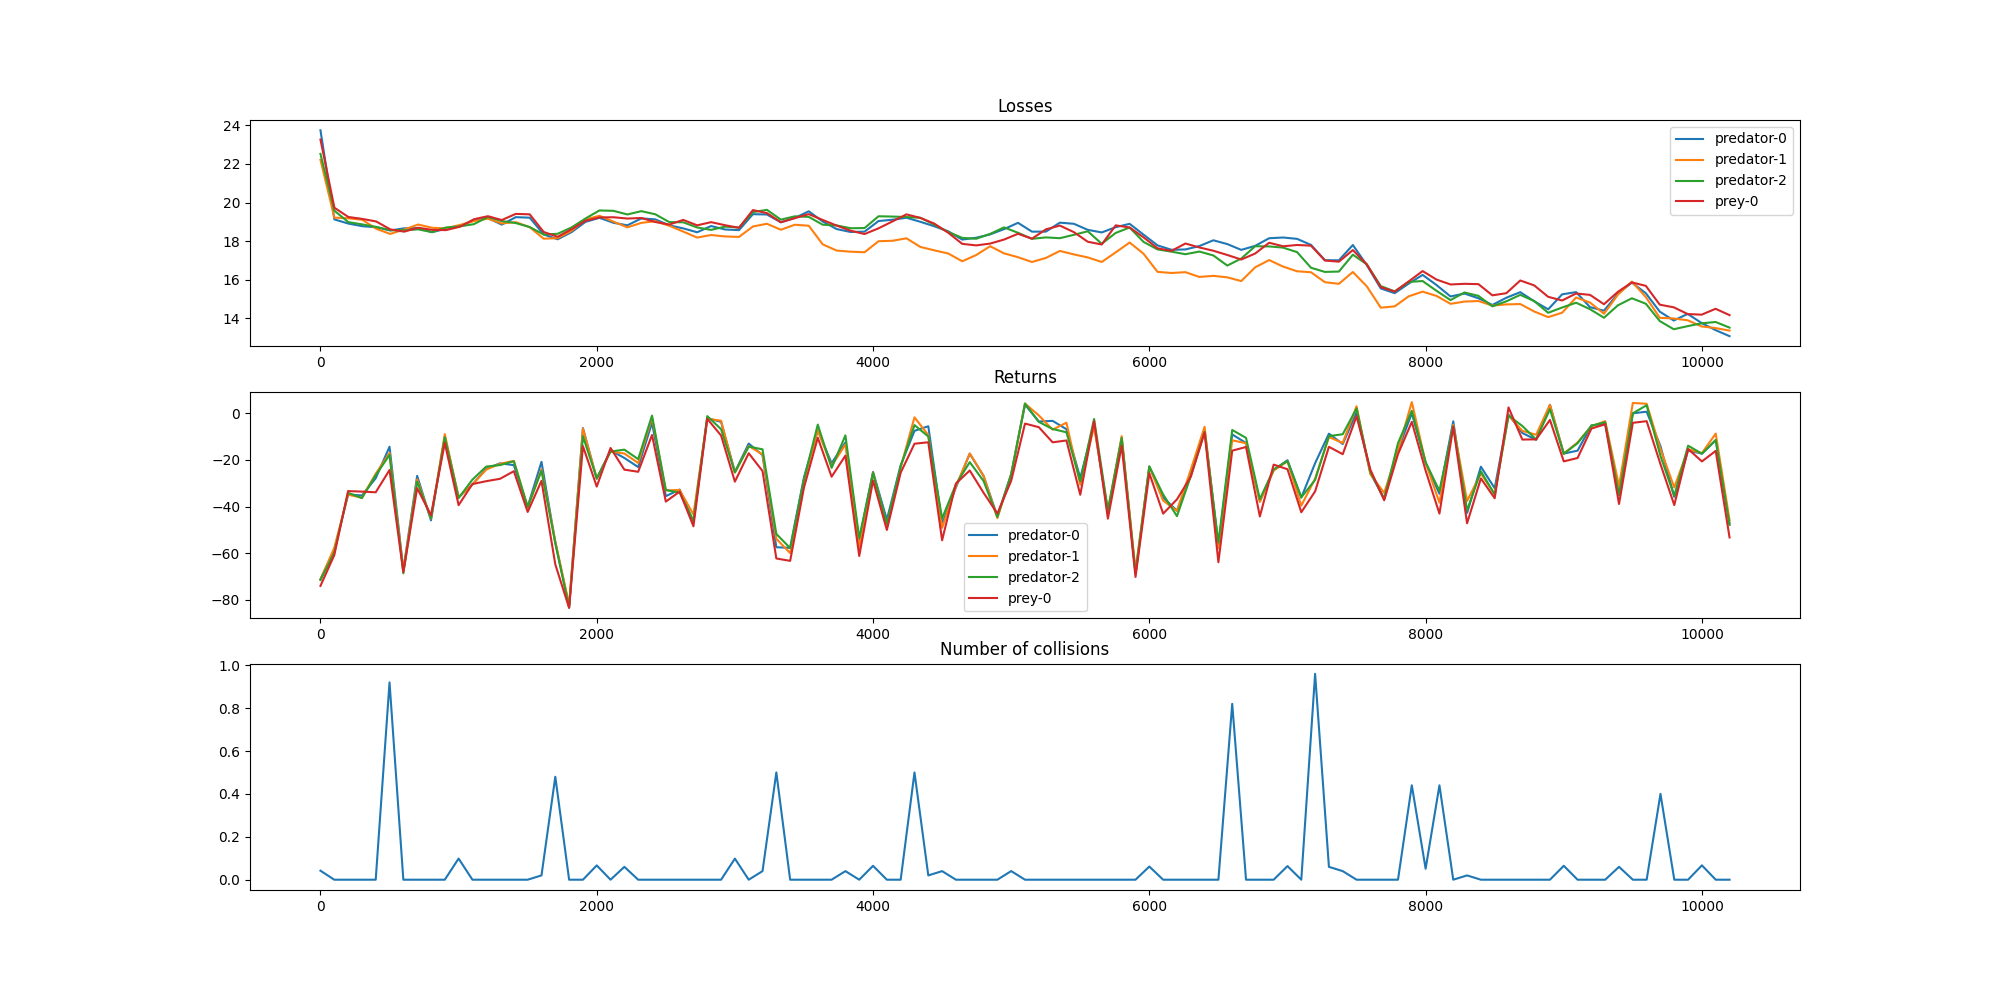 Losses
24
22
20
18
16
14
predator-0
predator-1
predator-2
prey-0
0 2000 4000 6000 8000 10000
Returns
0
−20
−40
−60
−80
predator-0
predator-1
predator-2
prey-0
0 2000 4000 6000 8000 10000
Number of collisions
1.0
0.8
0.6
0.4
0.2
0.0
0 2000 4000 6000 8000 10000